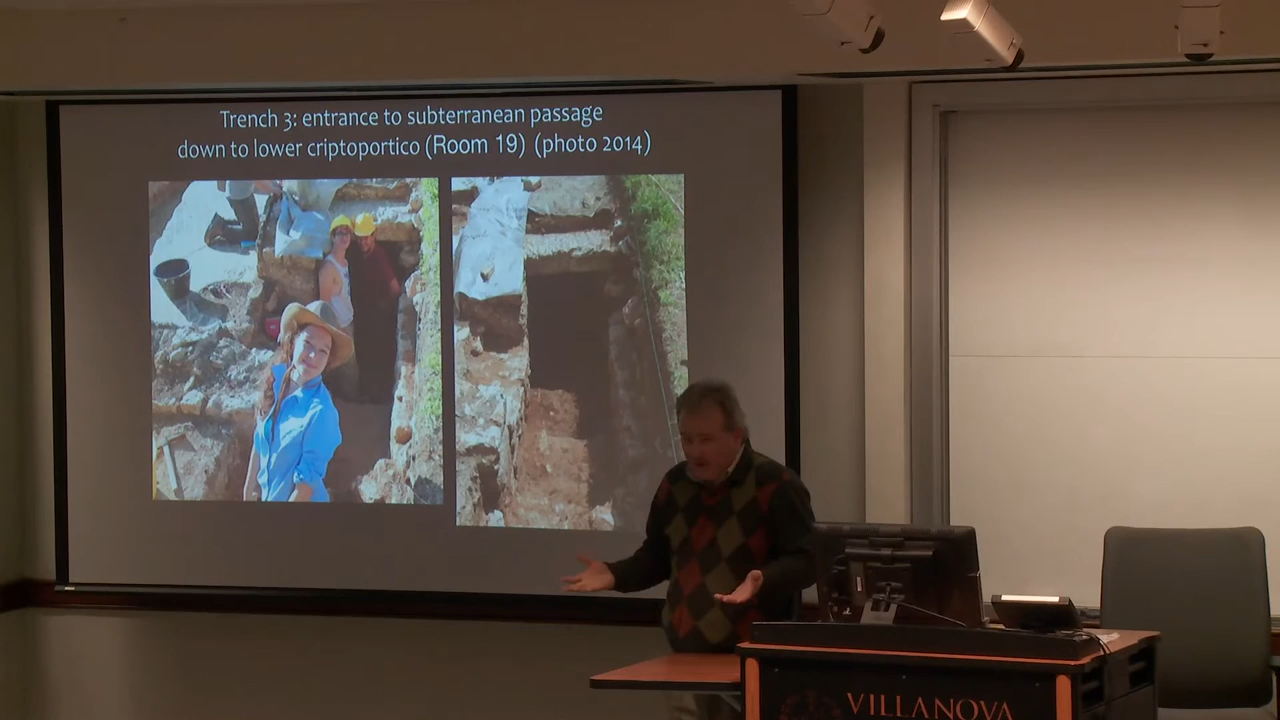 Trench 3: entrance to subterranean passage
down to lower criptoportico (Room 19) (photo 2014)
VILLANOVA